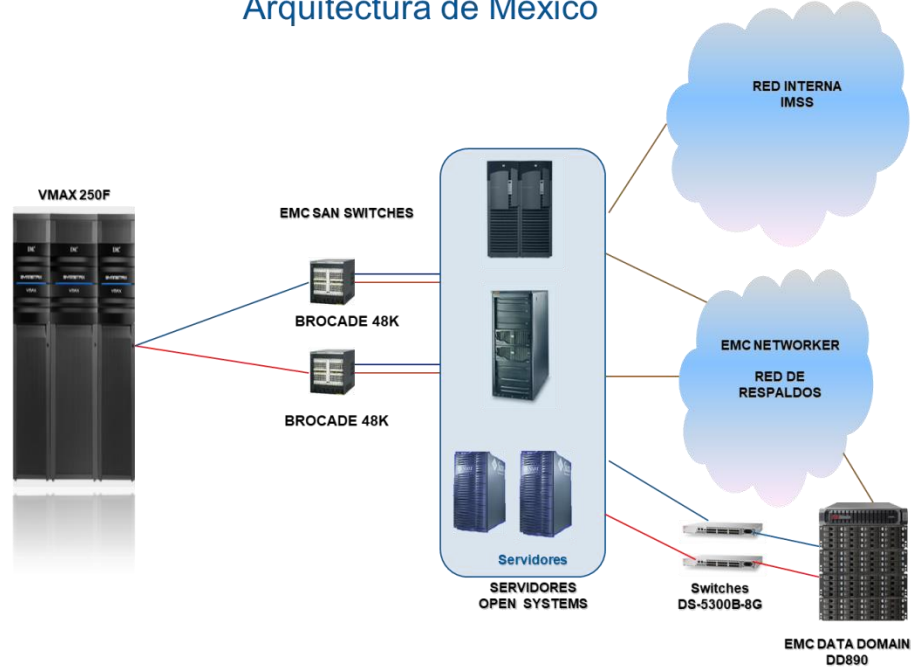 Arquitectura de México
RED INTERNA
IMSS
VMAX 250F
EMC SAN SWITCHES
BROCADE 48K
BROCADE 48K
EMC NETWORKER
RED DE
RESPALDOS
Servidores
SERVIDORES
OPEN SYSTEMS
Switches
DS-5300B-8G
EMC DATA DOMAIN
DD890